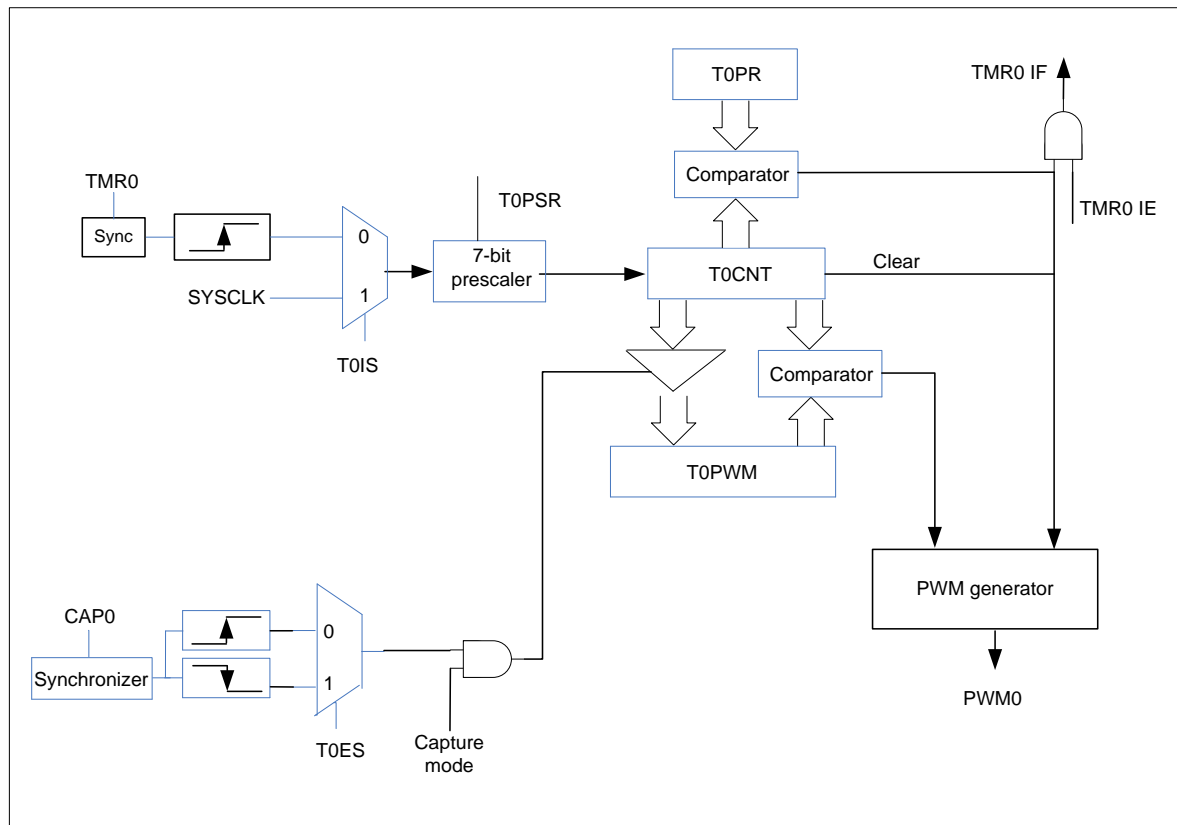 T0PR
TMR0 IF
Comparator
TMR0
T0PSR
TMR0 IE
Sync
0
7-bit
prescaler
T0CNT
Clear
SYSCLK
1
T0IS
Comparator
T0PWM
PWM generator
CAP0
0
Synchronizer
1
PWM0
T0ES
Capture
mode